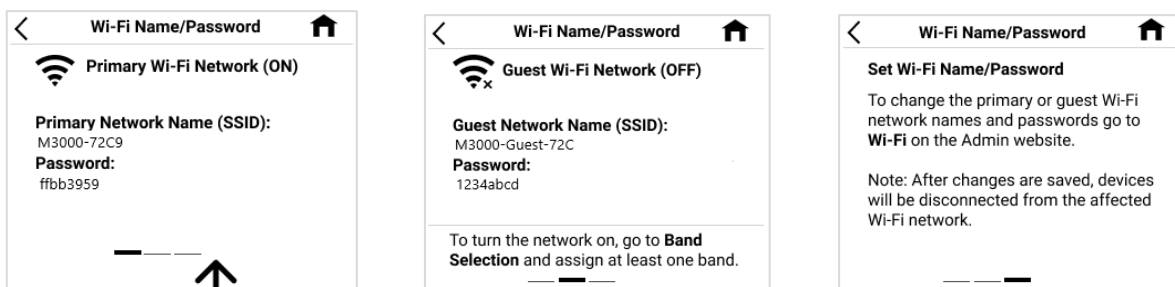 Wi-Fi Name/Password
Primary Wi-Fi Network (ON)
Primary Network Name (SSID):
M3000-72C9
Password:
ffbb3959
Wi-Fi Name/Password
Guest Wi-Fi Network (OFF)
Guest Network Name (SSID):
M3000-Guest-72C
Password:
1234abcd
To turn the network on, go to Band
Selection and assign at least one band.
Wi-Fi Name/Password
Set Wi-Fi Name/Password
To change the primary or guest Wi-Fi
network names and passwords go to
Wi-Fi on the Admin website.
Note: After changes are saved, devices
will be disconnected from the affected
Wi-Fi network.